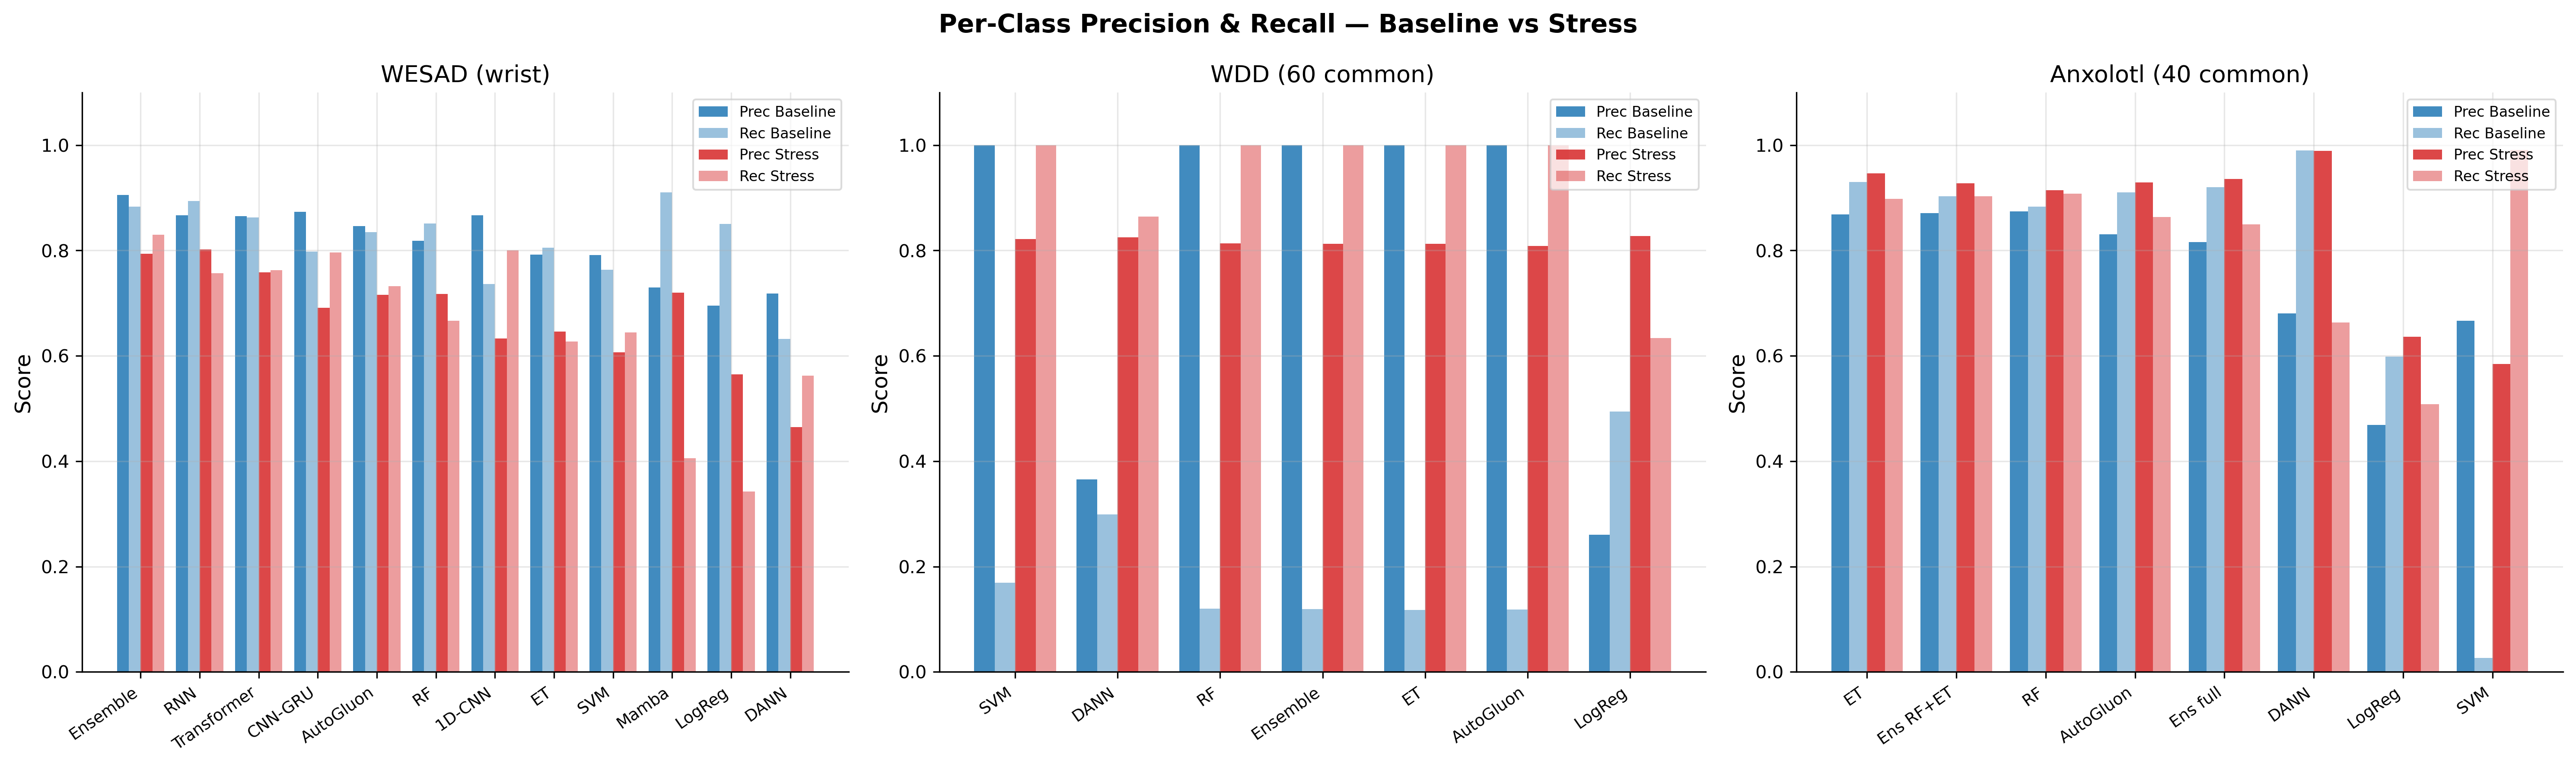 Per-Class Precision & Recall — Baseline vs Stress
WESAD (wrist)
Prec Baseline
Rec Baseline
Prec Stress
Rec Stress
Score
1.0
0.8
0.6
0.4
0.2
0.0
Ensemble
RNN
Transformer
CNN-GRU
AutoGluon
RF
1D-CNN
ET
SVM
Mamba
LogReg
DANN
WDD (60 common)
Prec Baseline
Rec Baseline
Prec Stress
Rec Stress
Score
1.0
0.8
0.6
0.4
0.2
0.0
SVM
DANN
RF
Ensemble
ET
AutoGluon
LogReg
Anxolotl (40 common)
Prec Baseline
Rec Baseline
Prec Stress
Rec Stress
Score
1.0
0.8
0.6
0.4
0.2
0.0
ET
Ens RF+ET
RF
AutoGluon
Ens full
DANN
LogReg
SVM